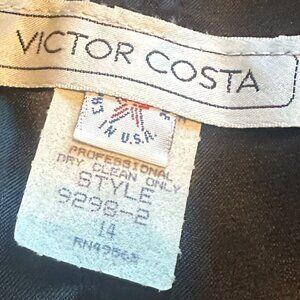 VICTOR COSTA
IN U.S.A.
PROFESSIONAL
DRY CLEAN ONLY
STYLE
9298-2
14